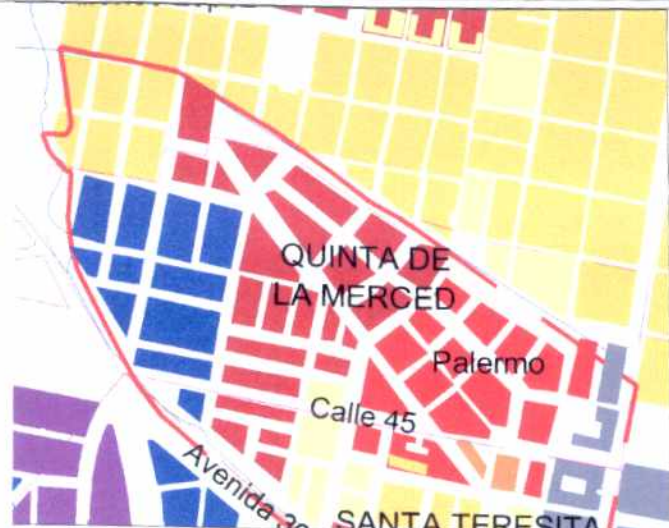 QUINTA DE
LA MERCED
Palermo
Calle 45
Avenida
SANTA TERESITA